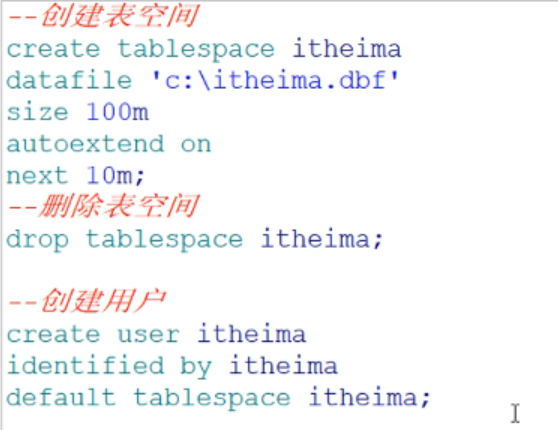 --创建表空间
create tablespace itheima
datafile 'c:\itheima.dbf'
size 100m
autoextend on
next 10m;
--删除表空间
drop tablespace itheima;
--创建用户
create user itheima
identified by itheima
default tablespace itheima;